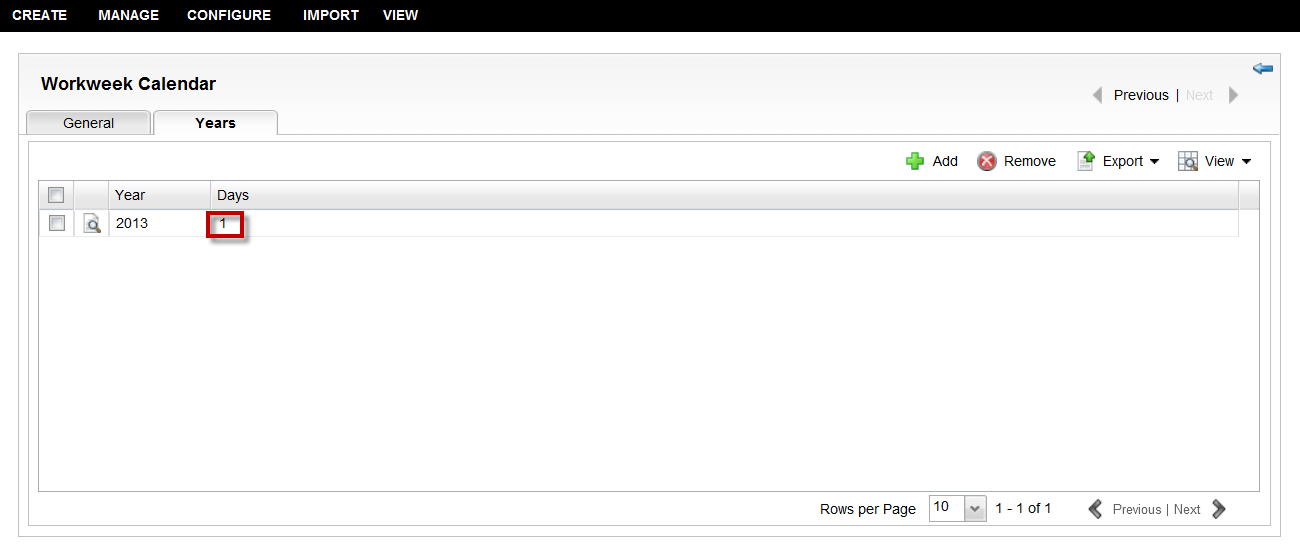 CREATE MANAGE CONFIGURE IMPORT VIEW
Workweek Calendar
Previous | Next
General Years
Add Remove Export View
Year Days
2013 1
Rows per Page 10 1 - 1 of 1 Previous | Next